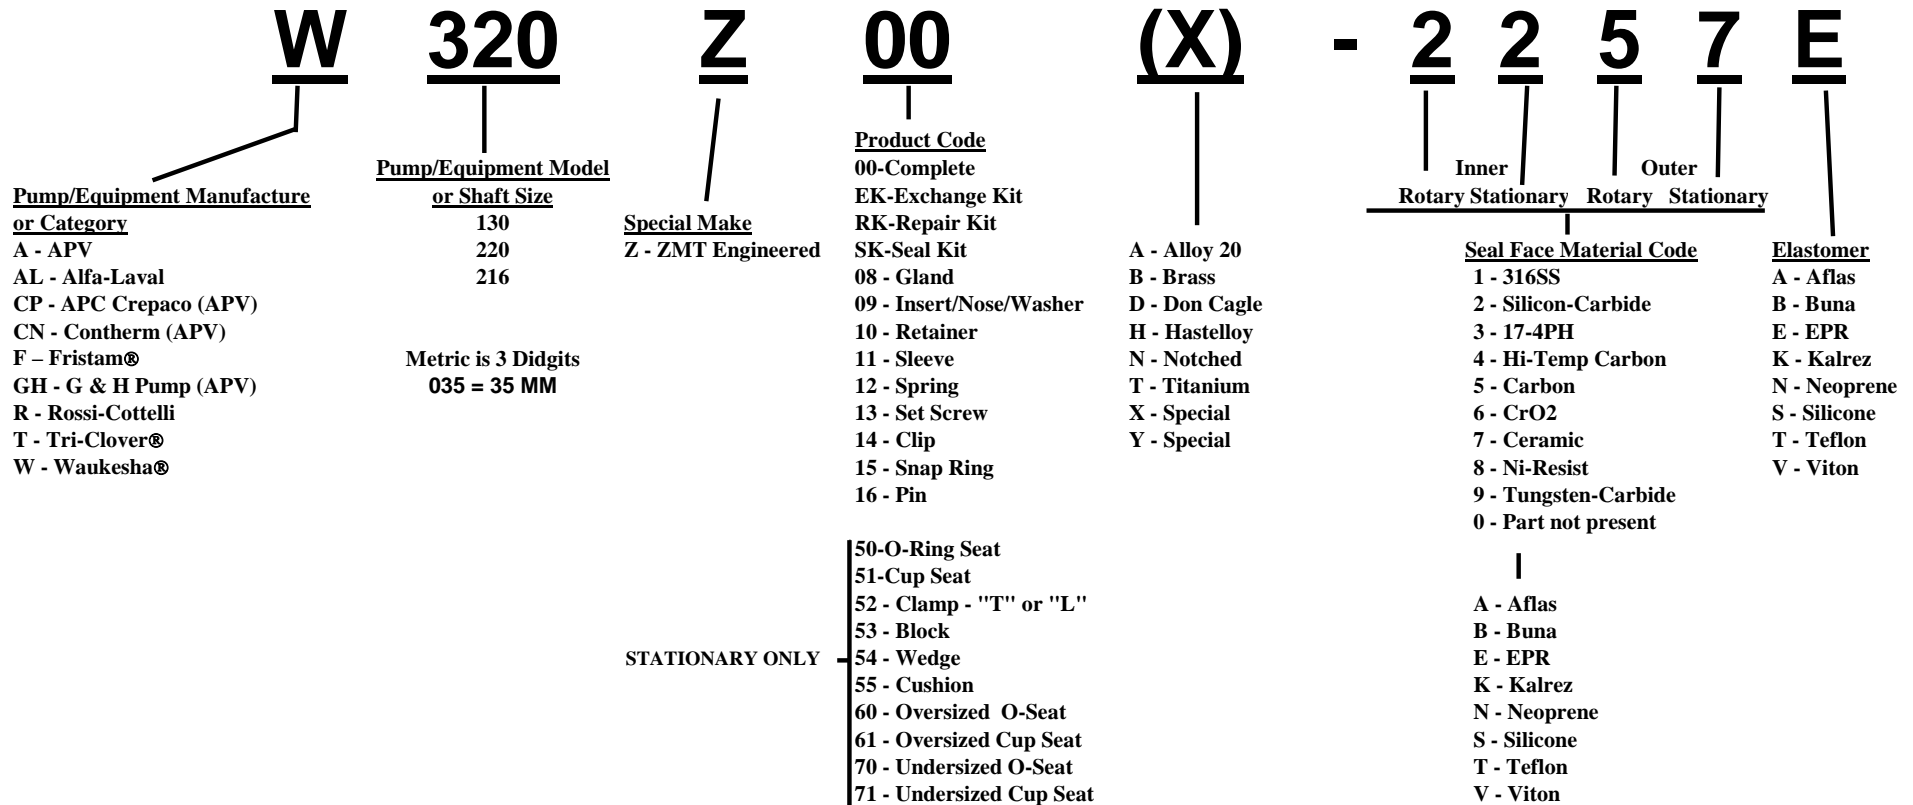 W 320 Z 00 (X) - 2 2 5 7 E
Pump/Equipment Manufacture
or Category
A - APV
AL - Alfa-Laval
CP - APC Crepaco (APV)
CN - Contherm (APV)
F – Fristam®
GH - G & H Pump (APV)
R - Rossi-Cottelli
T - Tri-Clover®
W - Waukesha®
Pump/Equipment Model
or Shaft Size
130
220
216
Metric is 3 Didgits
035 = 35 MM
Special Make
Z - ZMT Engineered
Product Code
00-Complete
EK-Exchange Kit
RK-Repair Kit
SK-Seal Kit
08 - Gland
09 - Insert/Nose/Washer
10 - Retainer
11 - Sleeve
12 - Spring
13 - Set Screw
14 - Clip
15 - Snap Ring
16 - Pin
STATIONARY ONLY
50-O-Ring Seat
51-Cup Seat
52 - Clamp - "T" or "L"
53 - Block
54 - Wedge
55 - Cushion
60 - Oversized O-Seat
61 - Oversized Cup Seat
70 - Undersized O-Seat
71 - Undersized Cup Seat
A - Alloy 20
B - Brass
D - Don Cagle
H - Hastelloy
N - Notched
T - Titanium
X - Special
Y - Special
Inner Outer
Rotary Stationary Rotary Stationary
Seal Face Material Code
1 - 316SS
2 - Silicon-Carbide
3 - 17-4PH
4 - Hi-Temp Carbon
5 - Carbon
6 - CrO2
7 - Ceramic
8 - Ni-Resist
9 - Tungsten-Carbide
0 - Part not present
A - Aflas
B - Buna
E - EPR
K - Kalrez
N - Neoprene
S - Silicone
T - Teflon
V - Viton
Elastomer
A - Aflas
B - Buna
E - EPR
K - Kalrez
N - Neoprene
S - Silicone
T - Teflon
V - Viton